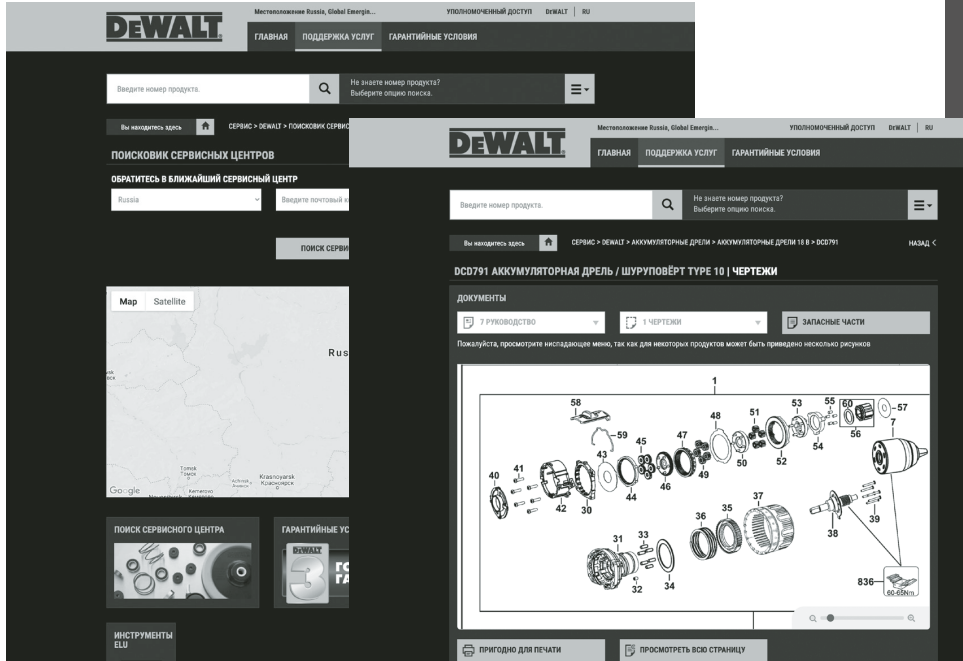 Местоположение Russia, Global Emergin...
УПОЛНОМОЧЕННЫЙ ДОСТУП DeWALT RU
DEWALT
ГЛАВНАЯ ПОДДЕРЖКА УСЛУГ ГАРАНТИЙНЫЕ УСЛОВИЯ
Введите номер продукта.
Не знаете номер продукта?
Выберите опцию поиска.
Вы находитесь здесь
СЕРВИС > DEWALT > ПОИСКОВИК СЕРВИС
ПОИСКОВИК СЕРВИСНЫХ ЦЕНТРОВ
ОБРАТИТЕСЬ В БЛИЖАЙШИЙ СЕРВИСНЫЙ ЦЕНТР
Russia
Введите почтовый к
ПОИСК СЕРВИ
Map Satellite
Rus
Tomsk
Томск
Krasnoyarsk
Красноярск
Kemerovo
Google
ПОИСК СЕРВИСНОГО ЦЕНТРА
ГАРАНТИЙНЫЕ УС
DEWALT
3
ГО
ГА
ИНСТРУМЕНТЫ
ELU
Местоположение Russia, Global Emergin...
УПОЛНОМОЧЕННЫЙ ДОСТУП DeWALT RU
DEWALT
ГЛАВНАЯ ПОДДЕРЖКА УСЛУГ ГАРАНТИЙНЫЕ УСЛОВИЯ
Введите номер продукта.
Не знаете номер продукта?
Выберите опцию поиска.
Вы находитесь здесь
СЕРВИС > DEWALT > АККУМУЛЯТОРНЫЕ ДРЕЛИ > АККУМУЛЯТОРНЫЕ ДРЕЛИ 18 В > DCD791
НАЗАД <
DCD791 АККУМУЛЯТОРНАЯ ДРЕЛЬ / ШУРУПОВЁРТ TYPE 10 | ЧЕРТЕЖИ
ДОКУМЕНТЫ
7 РУКОВОДСТВО
1 ЧЕРТЕЖИ
ЗАПАСНЫЕ ЧАСТИ
Пожалуйста, просмотрите ниспадающее меню, так как для некоторых продуктов может быть приведено несколько рисунков
1
58 48 51 53 55 60 57
59 45 47 7
40 41 43 50 52 54 56
44 46 49
42 30
37
36 35
31 33 38 39
32 34
836
60-65Nm
ПРИГОДНО ДЛЯ ПЕЧАТИ
ПРОСМОТРЕТЬ ВСЮ СТРАНИЦУ